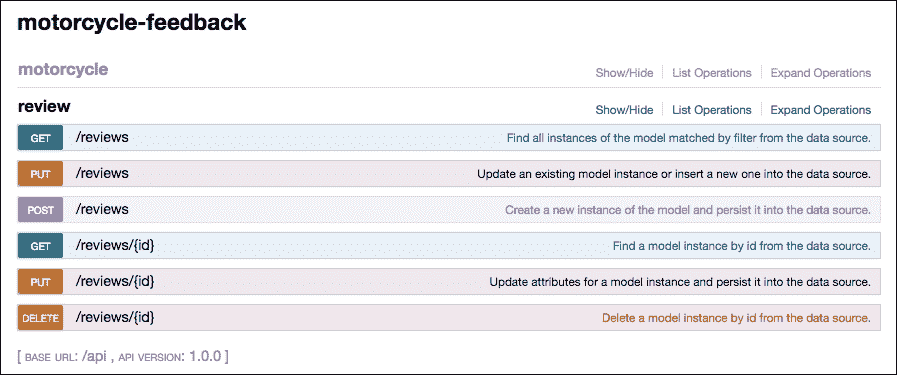 motorcycle-feedback
motorcycle Show/Hide List Operations Expand Operations
review Show/Hide List Operations Expand Operations
GET /reviews Find all instances of the model matched by filter from the data source.
PUT /reviews Update an existing model instance or insert a new one into the data source.
POST /reviews Create a new instance of the model and persist it into the data source.
GET /reviews/{id} Find a model instance by id from the data source.
PUT /reviews/{id} Update attributes for a model instance and persist it into the data source.
DELETE /reviews/{id} Delete a model instance by id from the data source.
[ BASE URL: /api , API VERSION: 1.0.0 ]